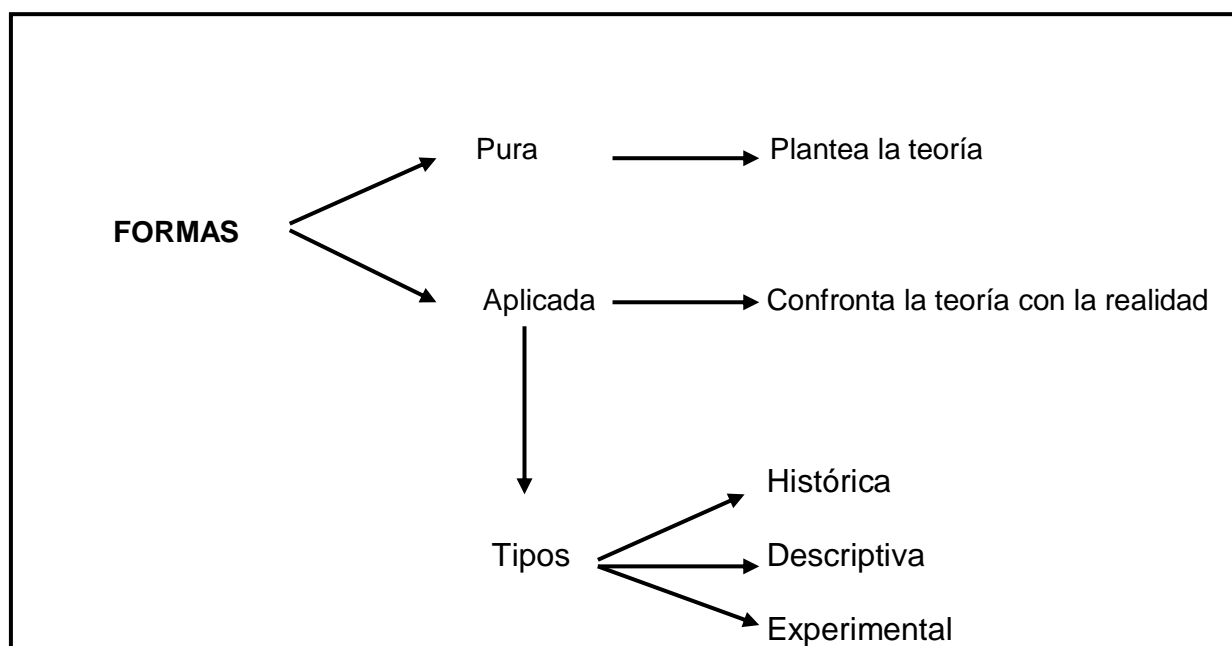 Pura
Plantea la teoría
FORMAS
Aplicada
Confronta la teoría con la realidad
Histórica
Tipos
Descriptiva
Experimental